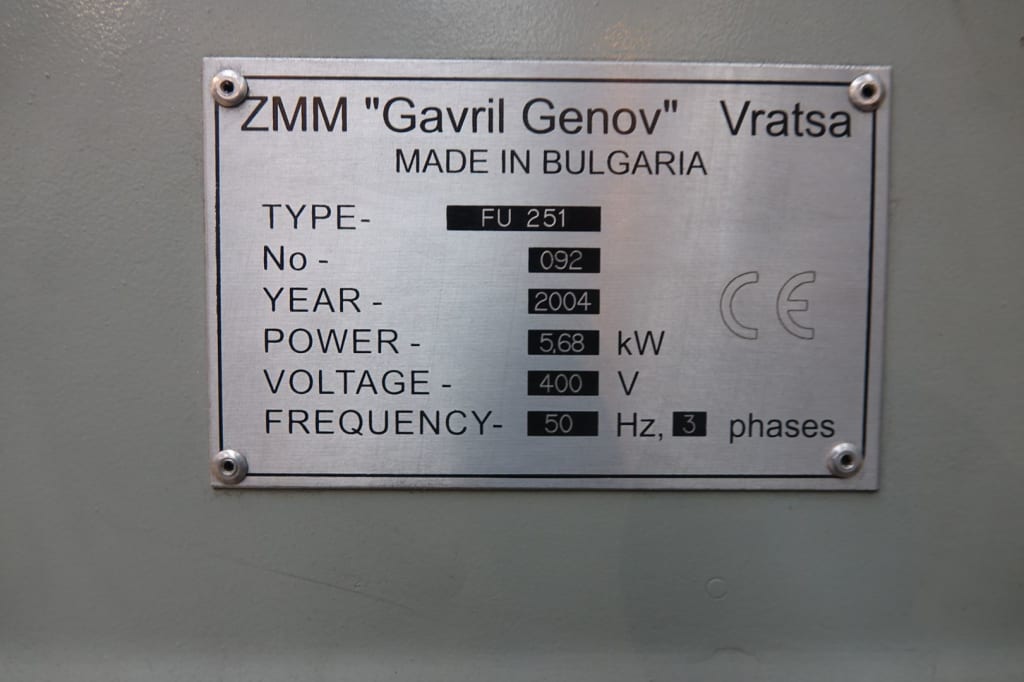 ZMM "Gavril Genov" Vratsa
MADE IN BULGARIA
TYPE- FU 251
No - 092
YEAR - 2004
POWER - 5,68 kW
VOLTAGE - 400 V
FREQUENCY- 50 Hz, 3 phases
CE